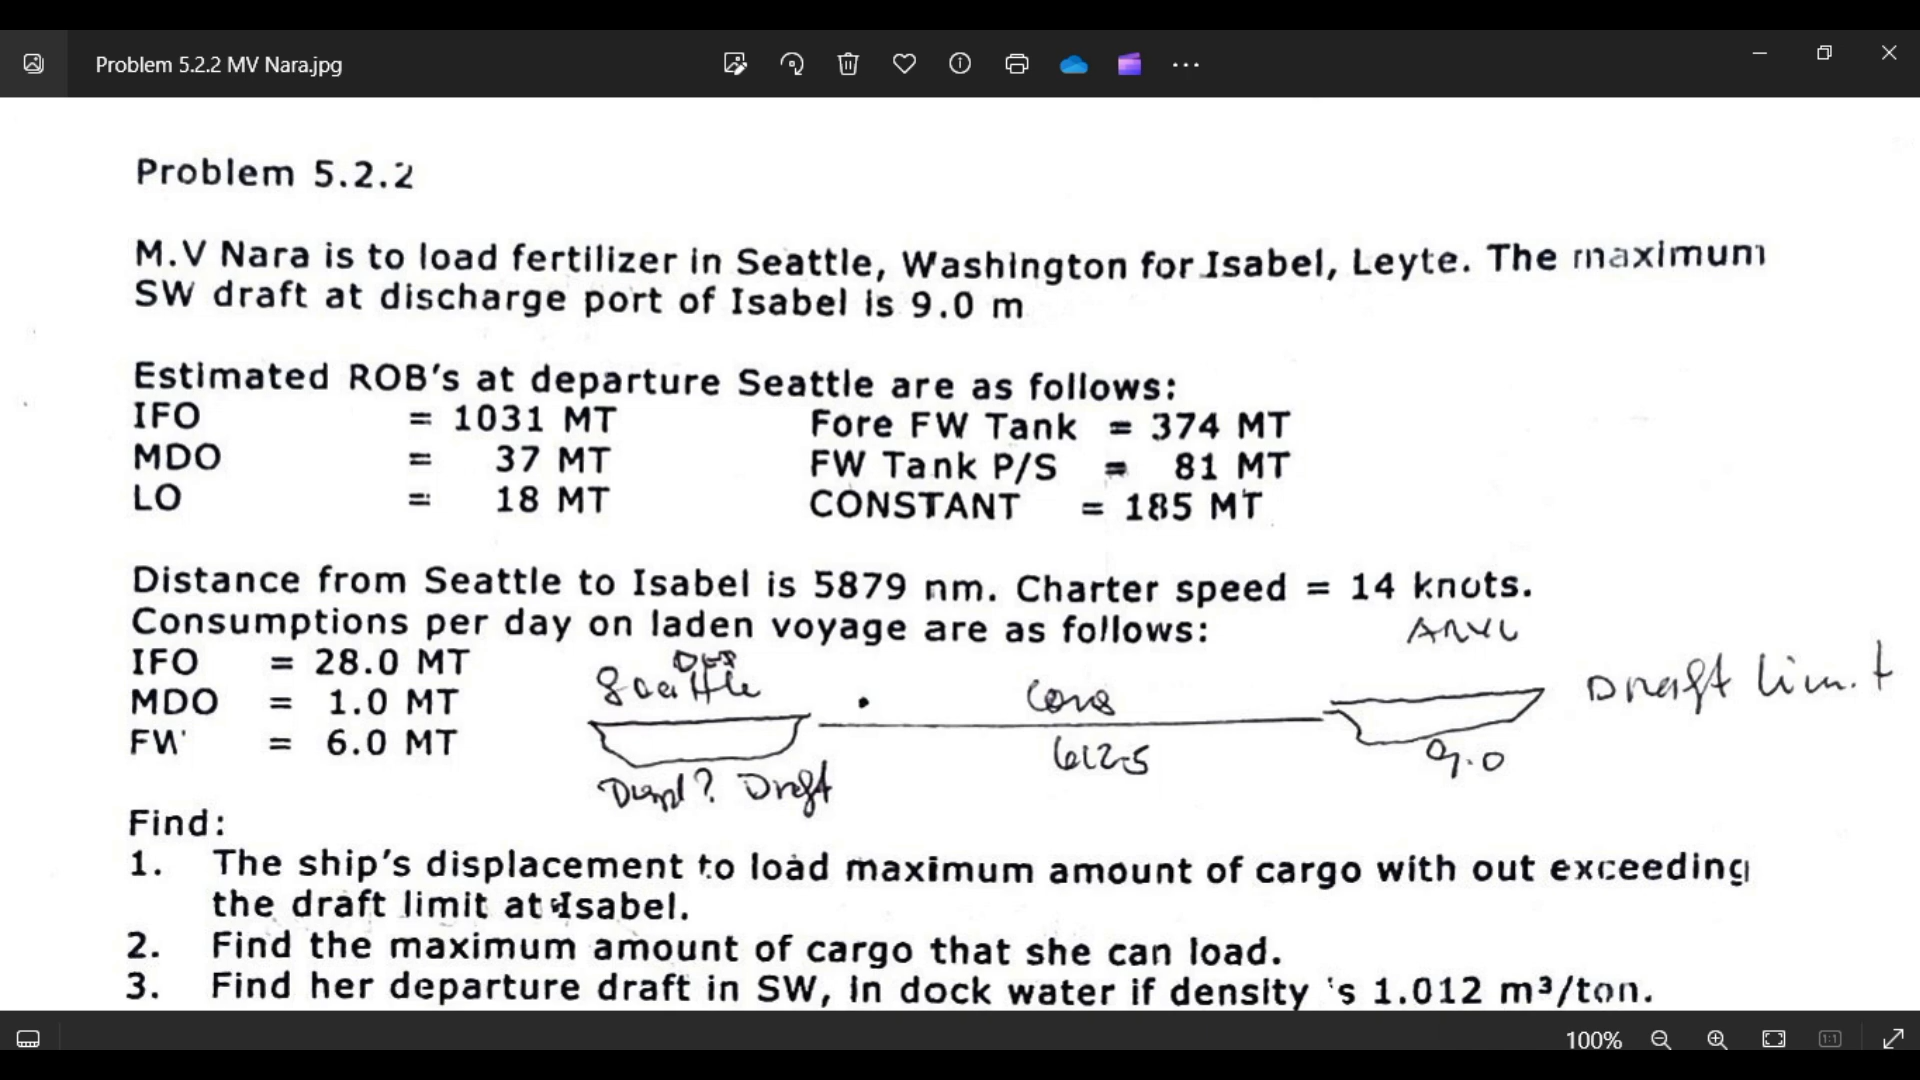 Problem 5.2.2 MV Nara.jpg
Problem 5.2.2
M.V Nara is to load fertilizer in Seattle, Washington for Isabel, Leyte. The maximum
SW draft at discharge port of Isabel is 9.0 m
Estimated ROB's at departure Seattle are as follows:
IFO = 1031 MT Fore FW Tank = 374 MT
MDO = 37 MT FW Tank P/S = 81 MT
LO = 18 MT CONSTANT = 185 MT
Distance from Seattle to Isabel is 5879 nm. Charter speed = 14 knots.
Consumptions per day on laden voyage are as follows:
IFO = 28.0 MT
MDO = 1.0 MT
FW = 6.0 MT
DEP
Seattle
Cons
612.5
Displ? Draft
9.0
Draft limit
Find:
1. The ship's displacement to load maximum amount of cargo with out exceeding
the draft limit at Isabel.
2. Find the maximum amount of cargo that she can load.
3. Find her departure draft in SW, in dock water if density 's 1.012 m³/ton.
100%